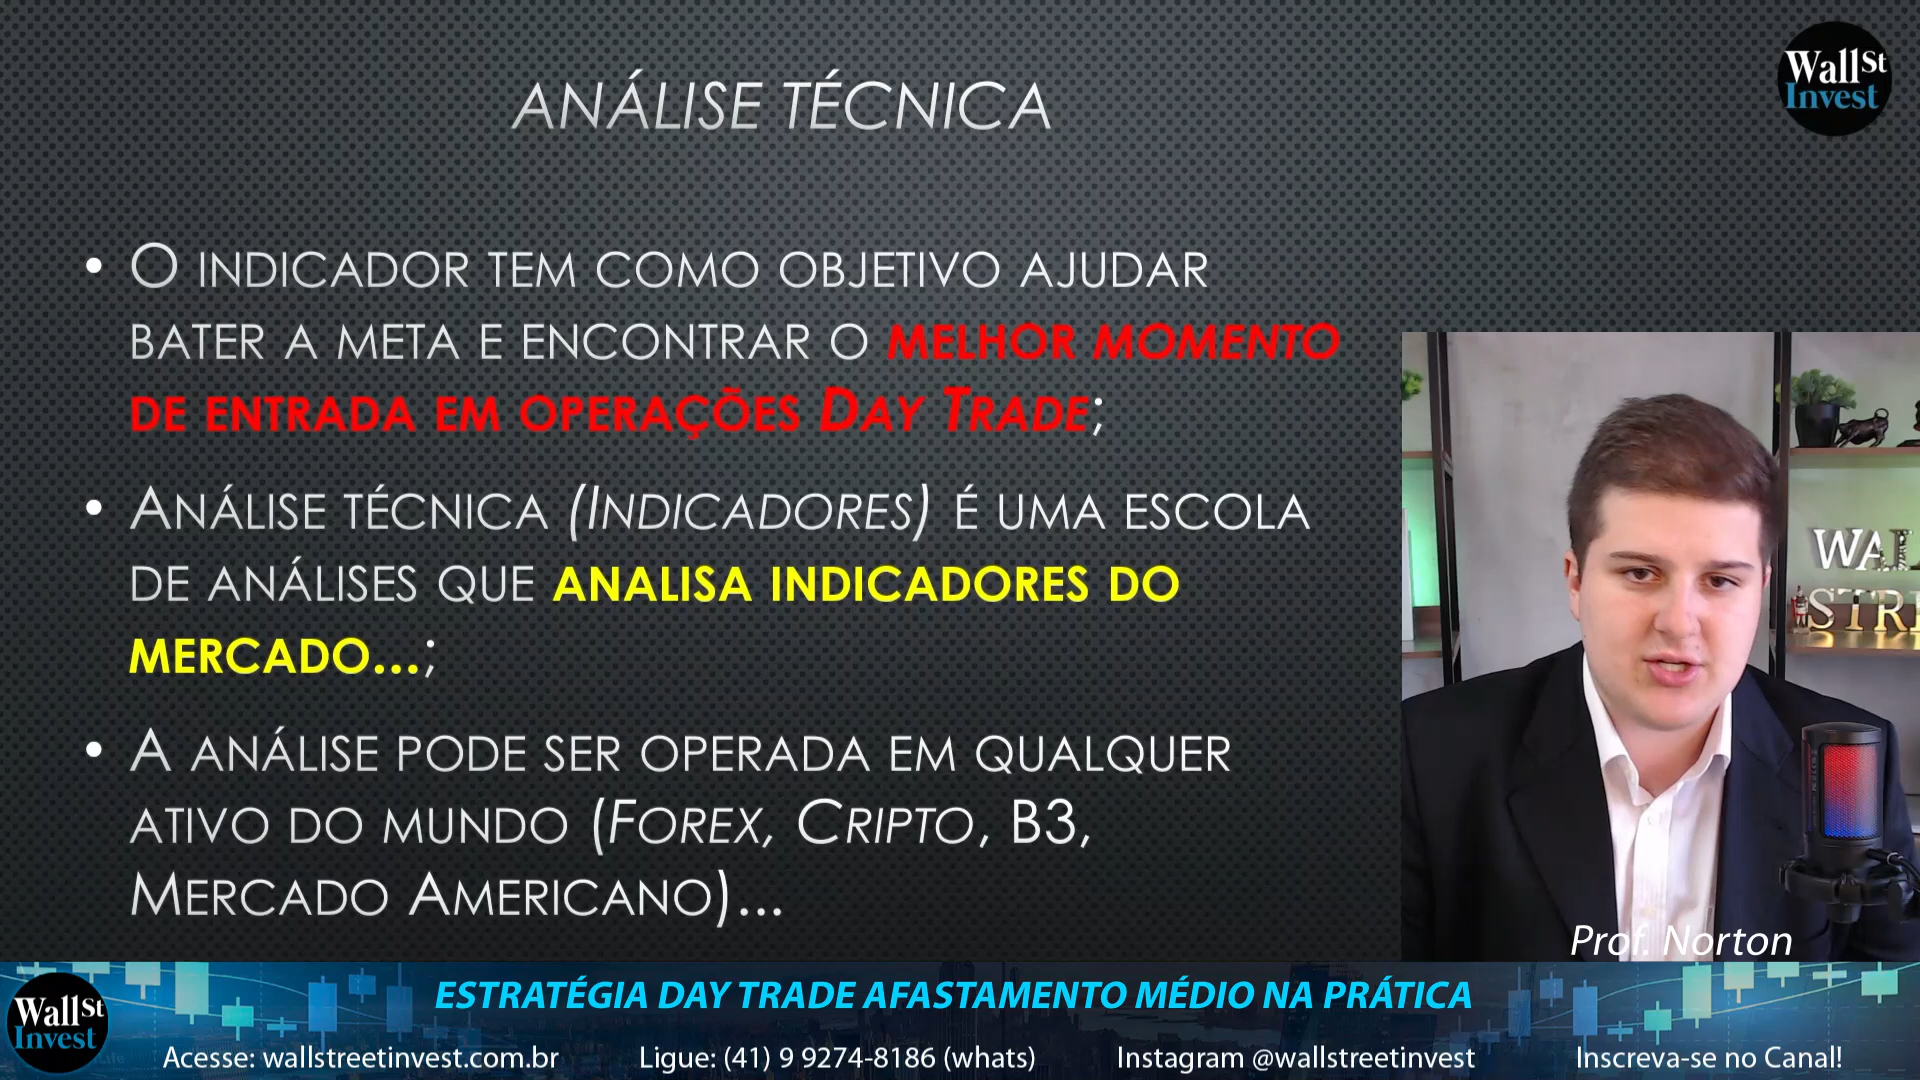 ANÁLISE TÉCNICA
Wall St
Invest
• O INDICADOR TEM COMO OBJETIVO AJUDAR
BATER A META E ENCONTRAR O MELHOR MOMENTO
DE ENTRADA EM OPERAÇÕES DAY TRADE;
• ANÁLISE TÉCNICA (INDICADORES) É UMA ESCOLA
DE ANÁLISES QUE ANALISA INDICADORES DO
MERCADO...;
• A ANÁLISE PODE SER OPERADA EM QUALQUER
ATIVO DO MUNDO (FOREX, CRIPTO, B3,
MERCADO AMERICANO)...
Prof. Norton
ESTRATÉGIA DAY TRADE AFASTAMENTO MÉDIO NA PRÁTICA
Wall St
Invest
Acesse: wallstreetinvest.com.br Ligue: (41) 9 9274-8186 (whats) Instagram @wallstreetinvest Inscreva-se no Canal!